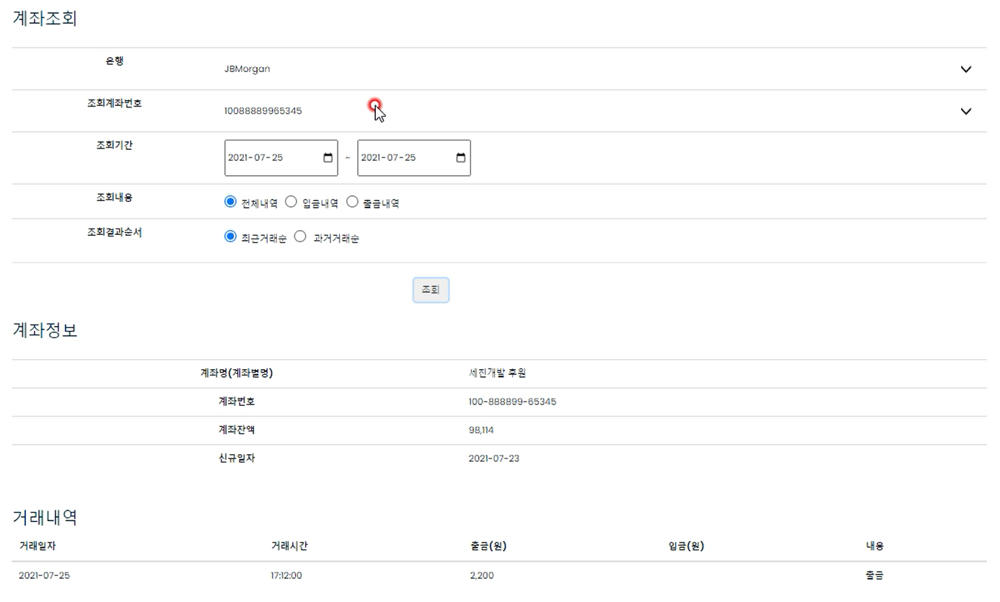 계좌조회
은행
JBMorgan
조회계좌번호
10088889965345
조회기간
2021-07-25 ~ 2021-07-25
조회내용
전체내역 입금내역 출금내역
조회결과순서
최근거래순 과거거래순
조회
계좌정보
계좌명(계좌별명) 세진개발 후원
계좌번호 100-888899-65345
계좌잔액 98,114
신규일자 2021-07-23
거래내역
거래일자 거래시간 출금(원) 입금(원) 내용
2021-07-25 17:12:00 2,200 출금